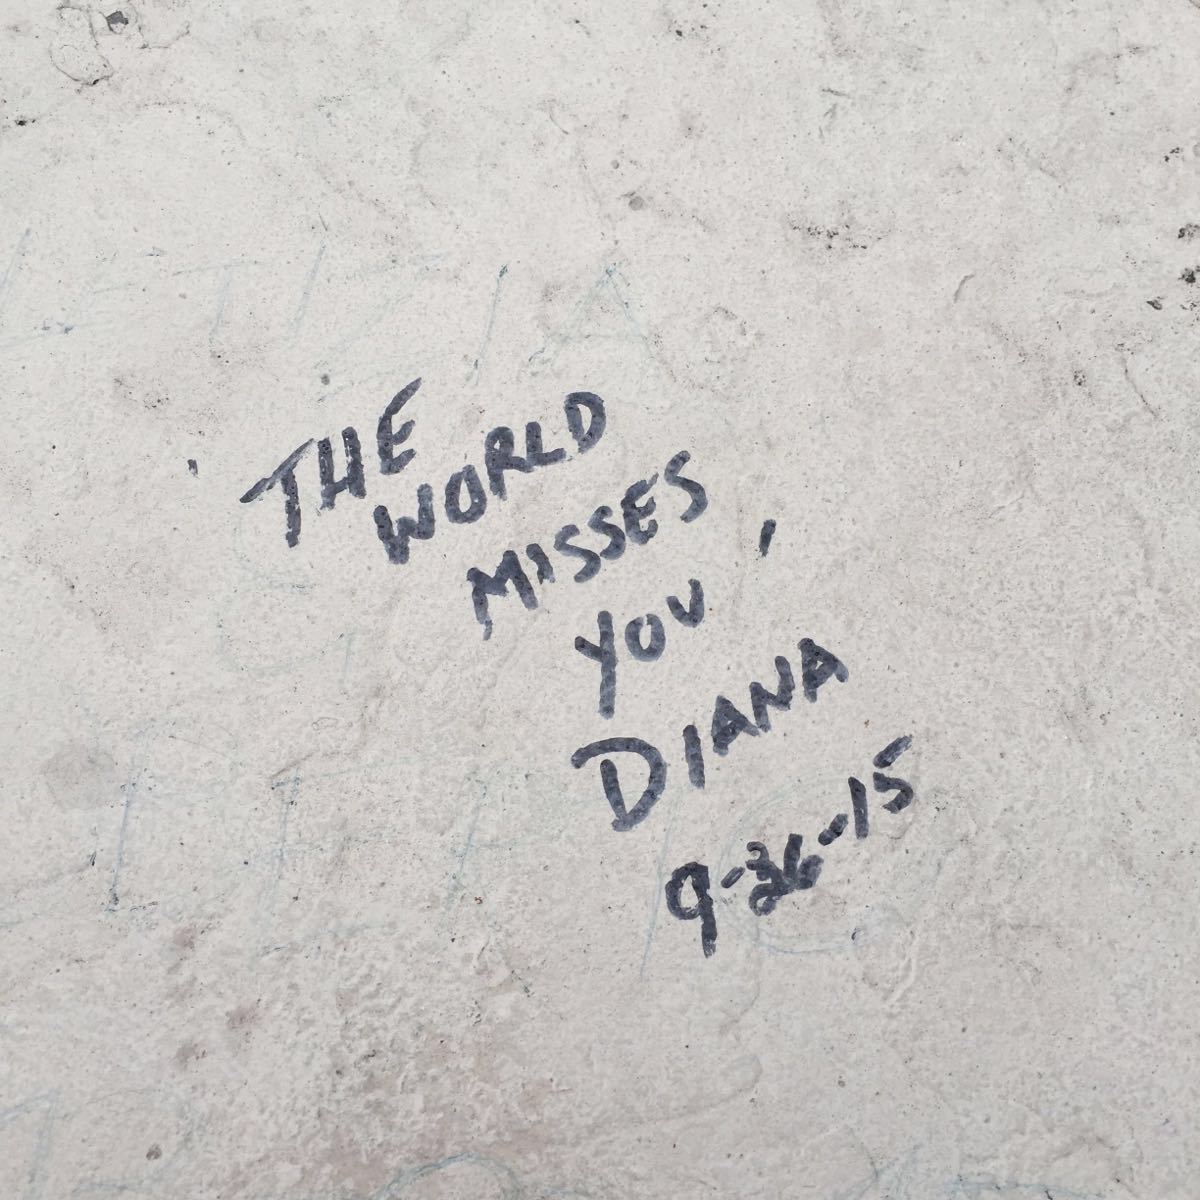 THE
WORLD
MISSES
YOU
DIANA
9-26-15